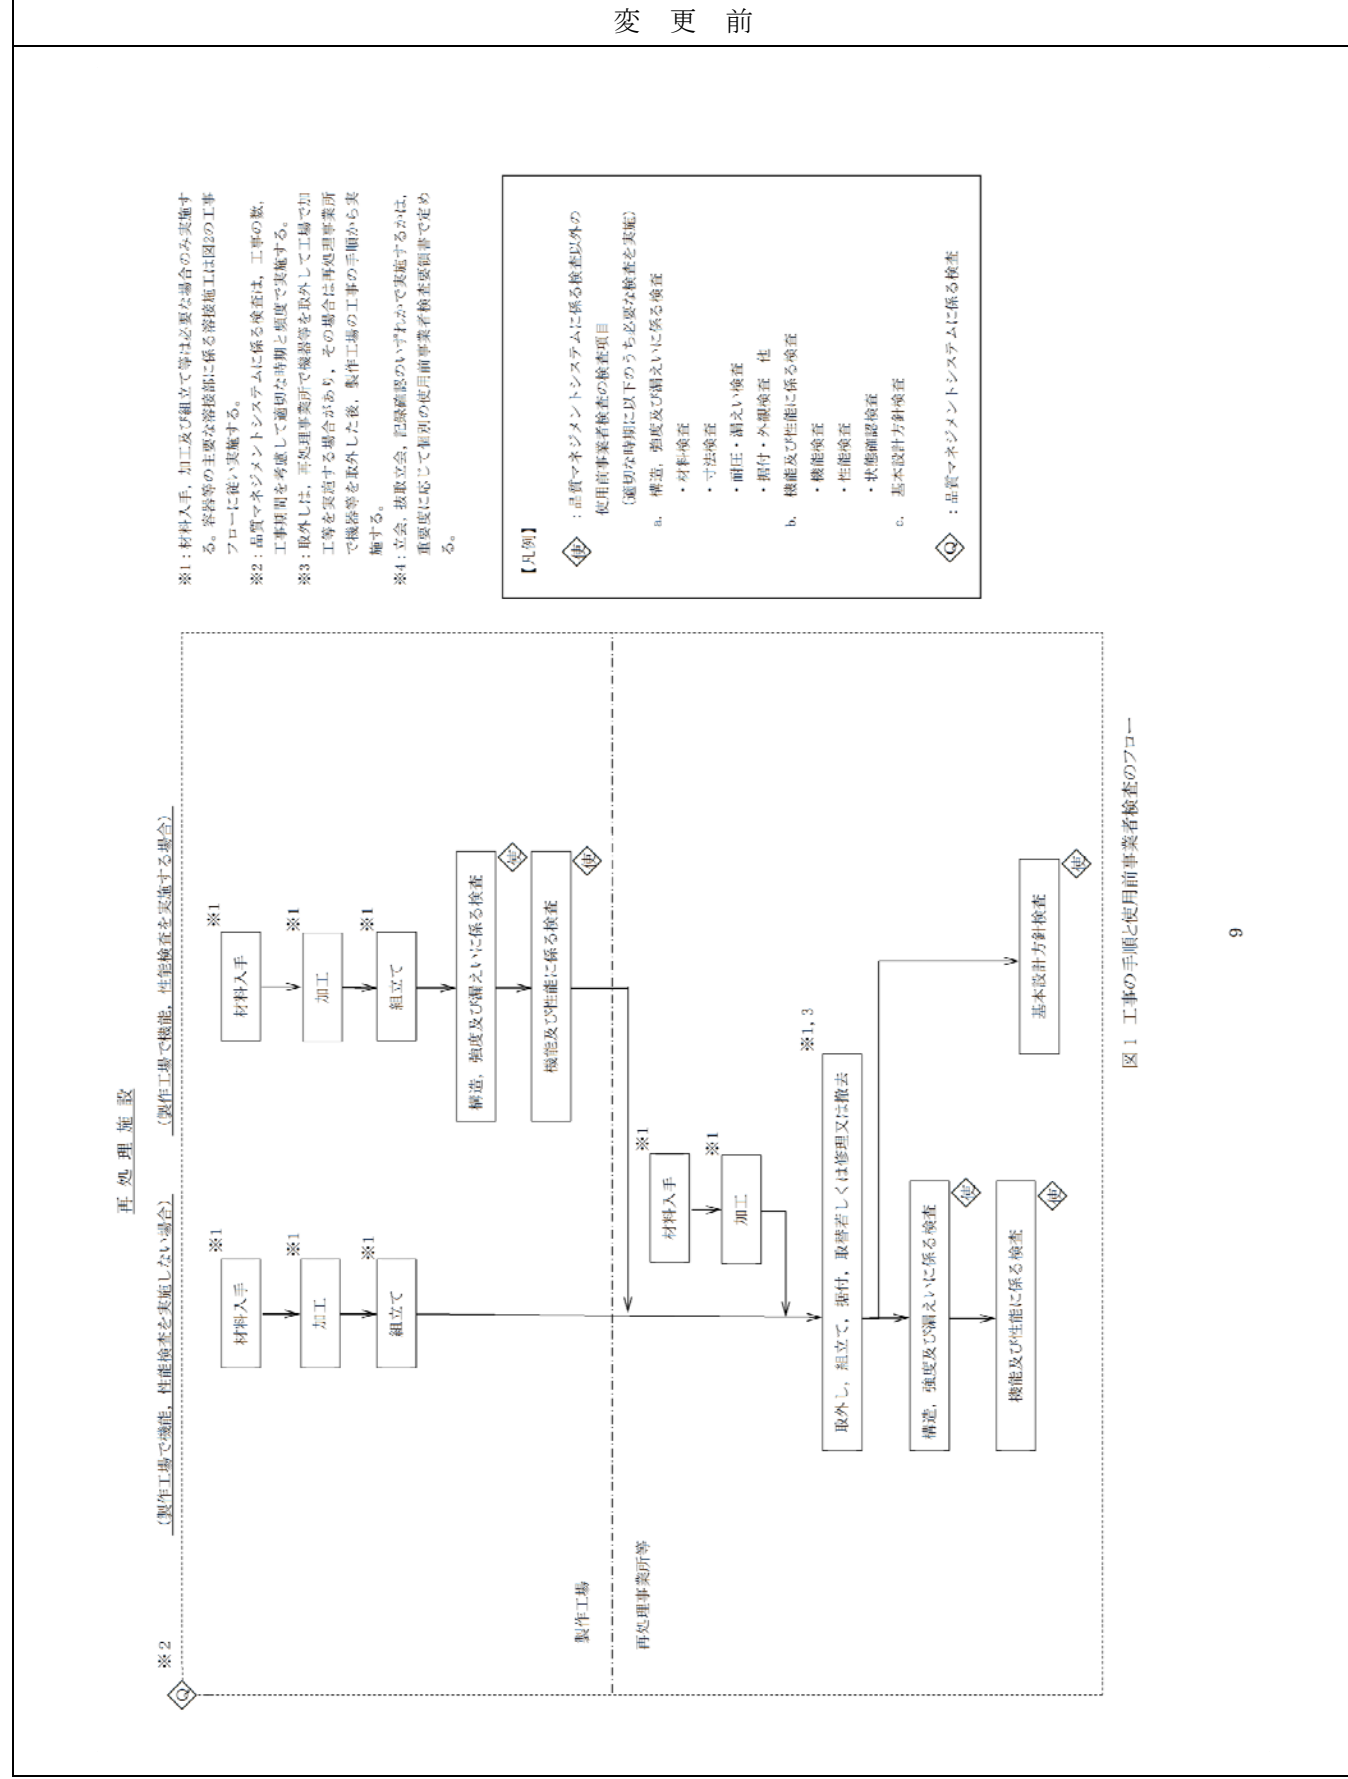 変 更 前
再 処 理 施 設
（製作工場で機能，性能検査を実施しない場合）
（製作工場で機能，性能検査を実施する場合）
※2
Q
材料入手
※1
加工
※1
組立て
※1
材料入手
※1
加工
※1
組立て
※1
構造，強度及び漏えいに係る検査
使
機能及び性能に係る検査
使
製作工場
再処理事業所等
材料入手
※1
加工
※1
取外し，組立て，据付，取替若しくは修理又は撤去
※1, 3
構造，強度及び漏えいに係る検査
使
機能及び性能に係る検査
使
基本設計方針検査
使
※1：材料入手，加工及び組立て等は必要な場合のみ実施す
る。容器等の主要な溶接部に係る溶接施工は図2の工事
フローに従い実施する。
※2：品質マネジメントシステムに係る検査は，工事の数，
工事期間を考慮して適切な時期と頻度で実施する。
※3：取外しは，再処理事業所で機器等を取外して工場で加
工等を実施する場合があり，その場合は再処理事業所
で機器等を取外した後，製作工場の工事の手順から実
施する。
※4：立会，抜取立会，記録確認のいずれかで実施するかは，
重要度に応じて個別の使用前事業者検査要領書で定め
る。
【凡例】
使 ：品質マネジメントシステムに係る検査以外の
使用前事業者検査の検査項目
（適切な時期に以下のうち必要な検査を実施）
a. 構造，強度及び漏えいに係る検査
・材料検査
・寸法検査
・耐圧・漏えい検査
・据付・外観検査 他
b. 機能及び性能に係る検査
・機能検査
・性能検査
・状態確認検査
c. 基本設計方針検査
Q ：品質マネジメントシステムに係る検査
図1 工事の手順と使用前事業者検査のフロー
9